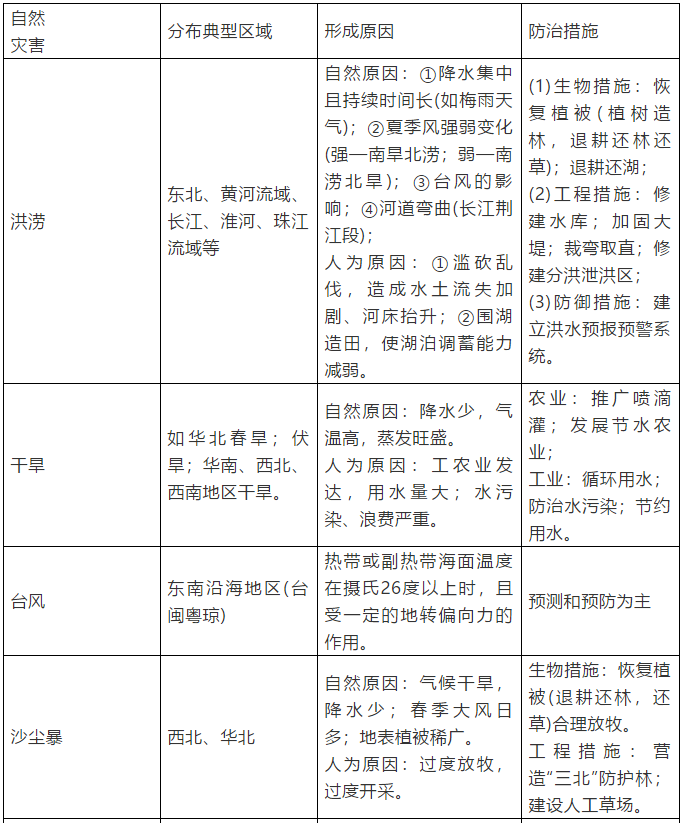 自然
灾害
分布典型区域
形成原因
防治措施
洪涝
东北、黄河流域、
长江、淮河、珠江
流域等
自然原因：①降水集中
且持续时间长(如梅雨天
气)；②夏季风强弱变化
(强—南旱北涝；弱—南
涝北旱)；③台风的影
响；④河道弯曲(长江荆
江段)；
人为原因：①滥砍乱
伐，造成水土流失加
剧、河床抬升；②围湖
造田，使湖泊调蓄能力
减弱。
(1)生物措施：恢
复植被(植树造
林，退耕还林还
草)；退耕还湖；
(2)工程措施：修
建水库；加固大
堤；裁弯取直；修
建分洪泄洪区；
(3)防御措施：建
立洪水预报预警系
统。
干旱
如华北春旱；伏
旱；华南、西北、
西南地区干旱。
自然原因：降水少，气
温高，蒸发旺盛。
人为原因：工农业发
达，用水量大；水污
染、浪费严重。
农业：推广喷滴
灌；发展节水农
业；
工业：循环用水；
防治水污染；节约
用水。
台风
东南沿海地区(台
闽粤琼)
热带或副热带海面温度
在摄氏26度以上时，且
受一定的地转偏向力的
作用。
预测和预防为主
沙尘暴
西北、华北
自然原因：气候干旱，
降水少；春季大风日
多；地表植被稀广。
人为原因：过度放牧，
过度开采。
生物措施：恢复植
被(退耕还林，还
草)合理放牧。
工程措施：营
造“三北”防护林；
建设人工草场。